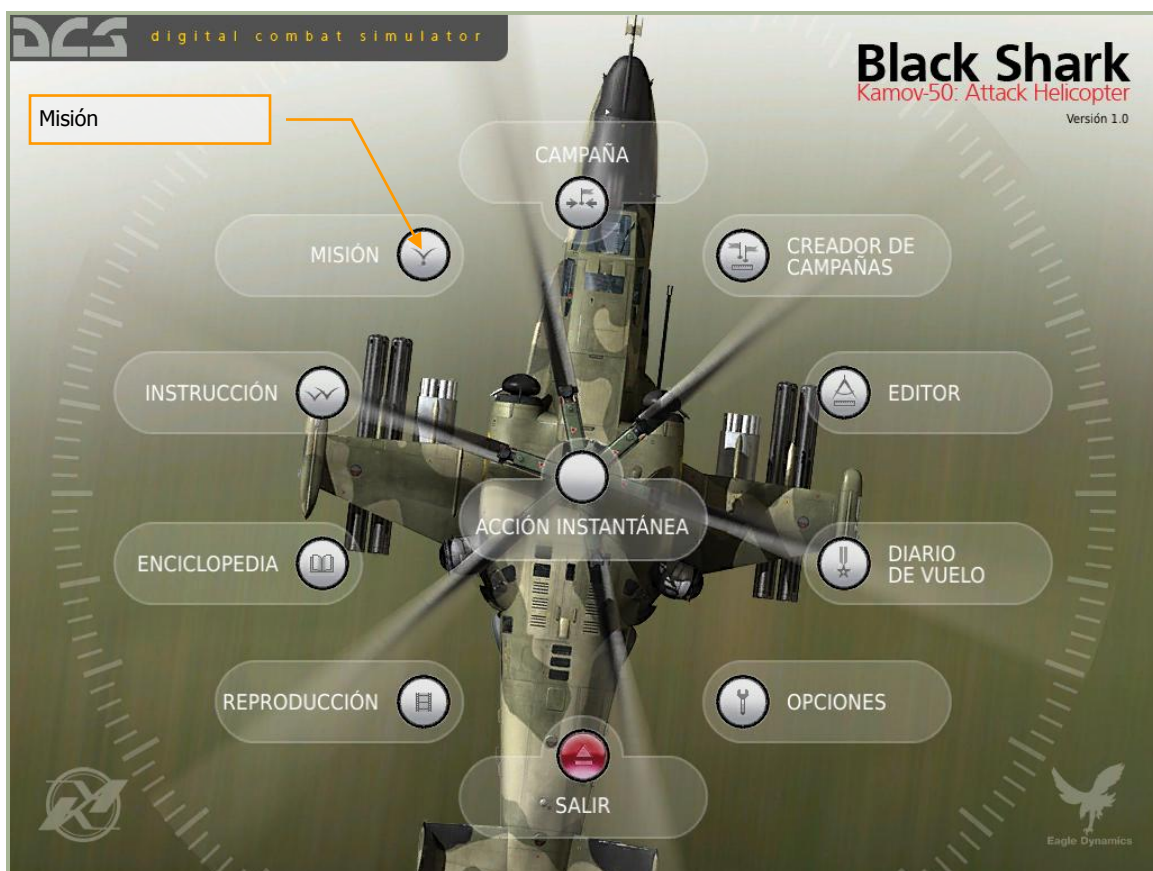 DCS digital combat simulator
Black Shark
Kamov-50: Attack Helicopter
Versión 1.0
Misión
CAMPAÑA
MISIÓN
CREADOR DE
CAMPAÑAS
INSTRUCCIÓN
EDITOR
ACCIÓN INSTANTÁNEA
ENCICLOPEDIA
DIARIO
DE VUELO
REPRODUCCIÓN
OPCIONES
SALIR
Eagle Dynamics